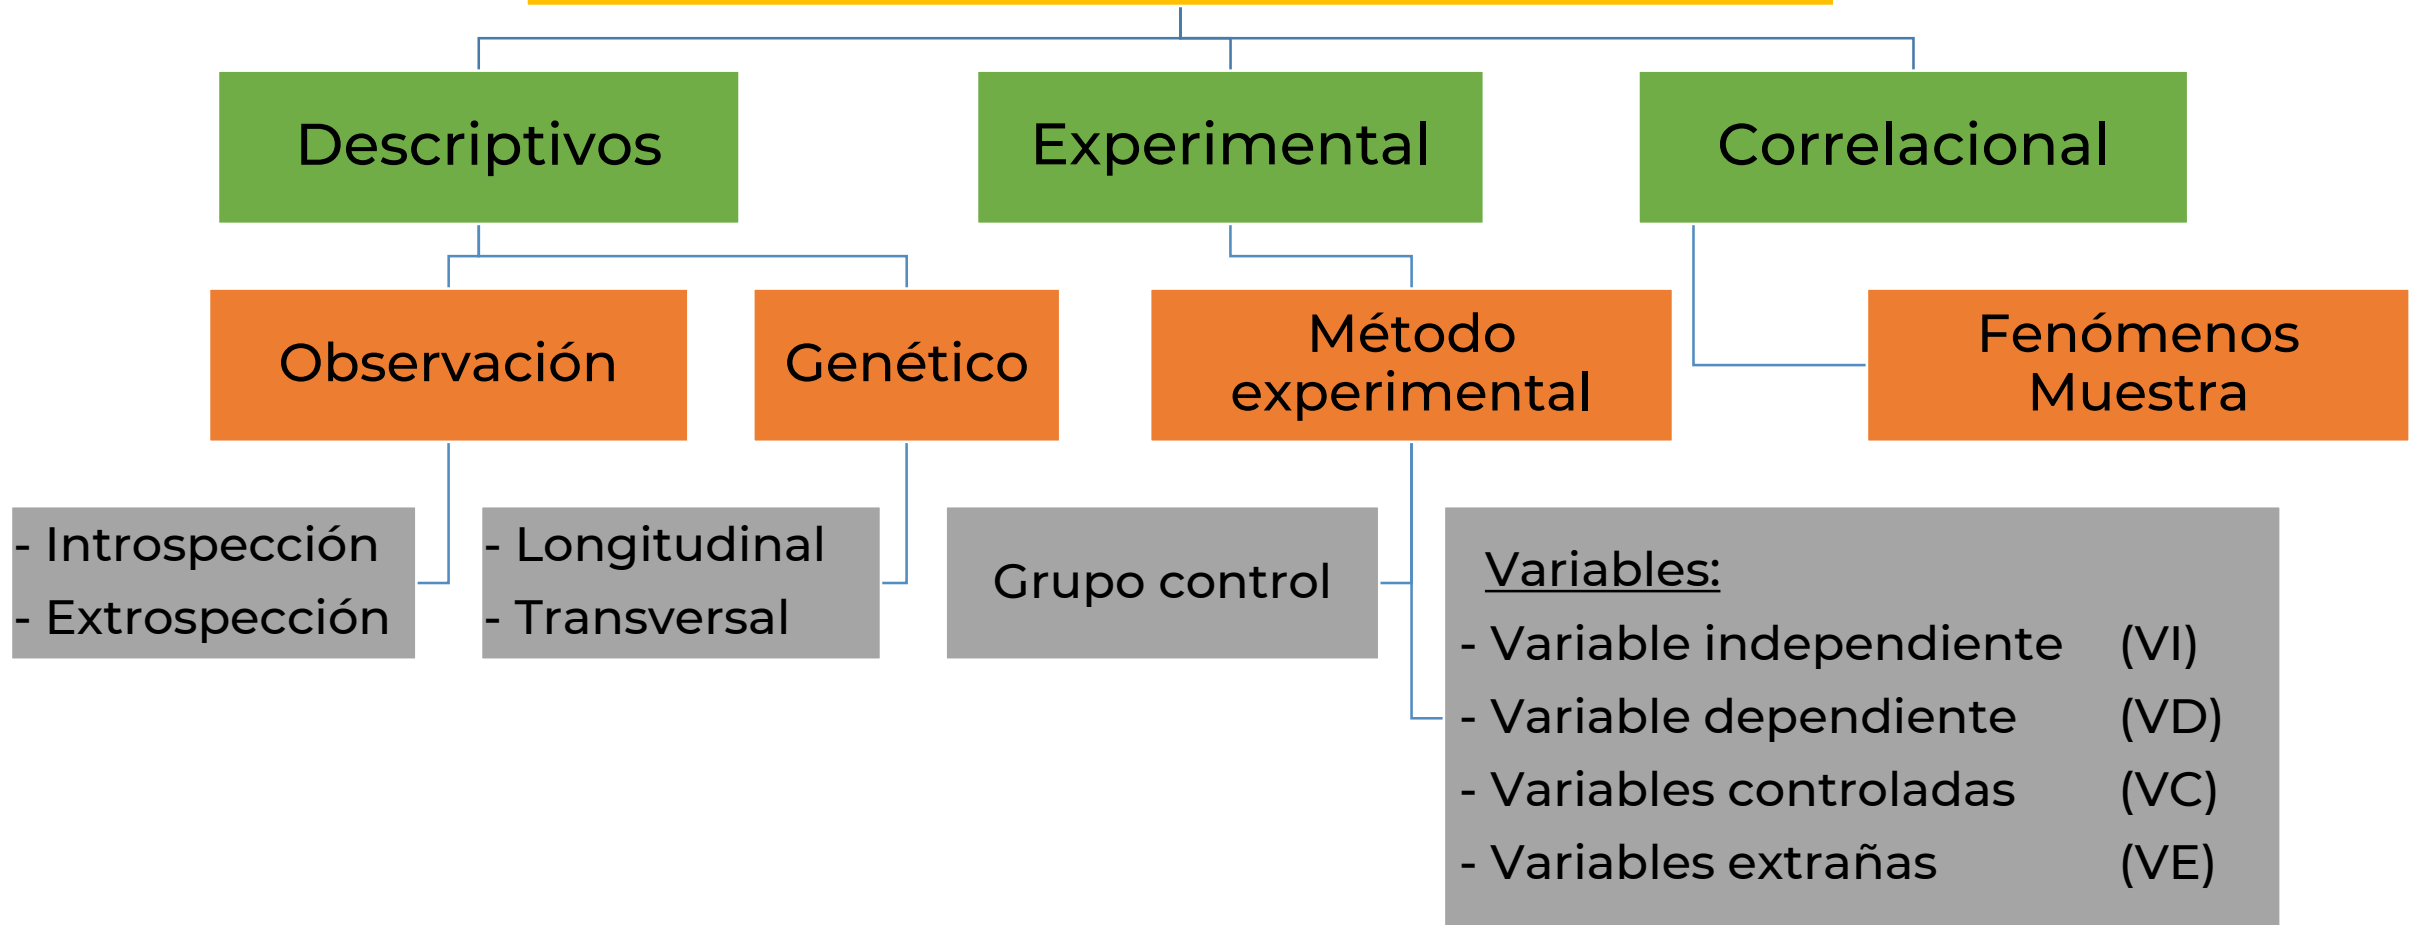 Descriptivos
Experimental
Correlacional
Observación
Genético
Método
experimental
Fenómenos
Muestra
- Introspección
- Extrospección
- Longitudinal
- Transversal
Grupo control
Variables:
- Variable independiente (VI)
- Variable dependiente (VD)
- Variables controladas (VC)
- Variables extrañas (VE)